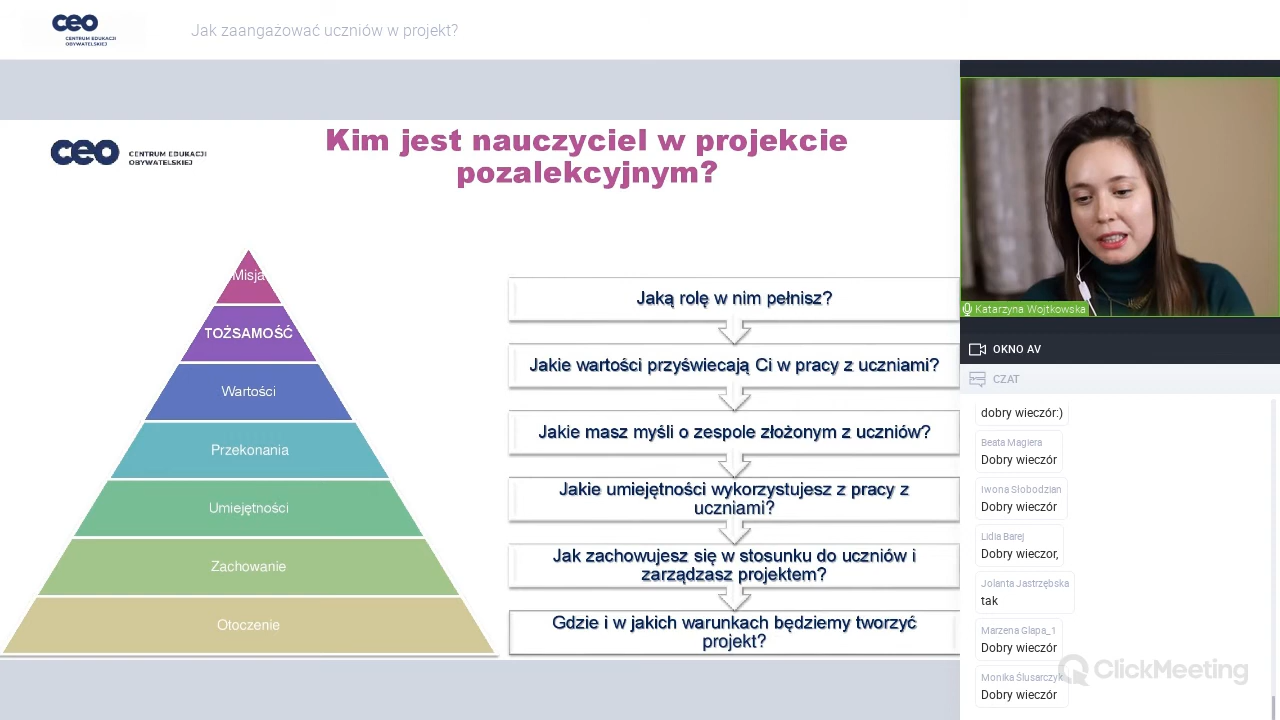 ceo
CENTRUM EDUKACJI
OBYWATELSKIEJ
Jak zaangażować uczniów w projekt?
ceo
CENTRUM EDUKACJI
OBYWATELSKIEJ
Kim jest nauczyciel w projekcie
pozalekcyjnym?
Misja
TOŻSAMOŚĆ
Wartości
Przekonania
Umiejętności
Zachowanie
Otoczenie
Jaką rolę w nim pełnisz?
Jakie wartości przyświecają Ci w pracy z uczniami?
Jakie masz myśli o zespole złożonym z uczniów?
Jakie umiejętności wykorzystujesz z pracy z
uczniami?
Jak zachowujesz się w stosunku do uczniów i
zarządzasz projektem?
Gdzie i w jakich warunkach będziemy tworzyć
projekt?
Katarzyna Wojtkowska
OKNO AV
CZAT
dobry wieczór:)
Beata Magiera
Dobry wieczór
Iwona Słobodzian
Dobry wieczór
Lidia Barej
Dobry wieczor,
Jolanta Jastrzębska
tak
Marzena Glapa_1
Dobry wieczór
Monika Ślusarczyk
Dobry wieczór
ClickMeeting